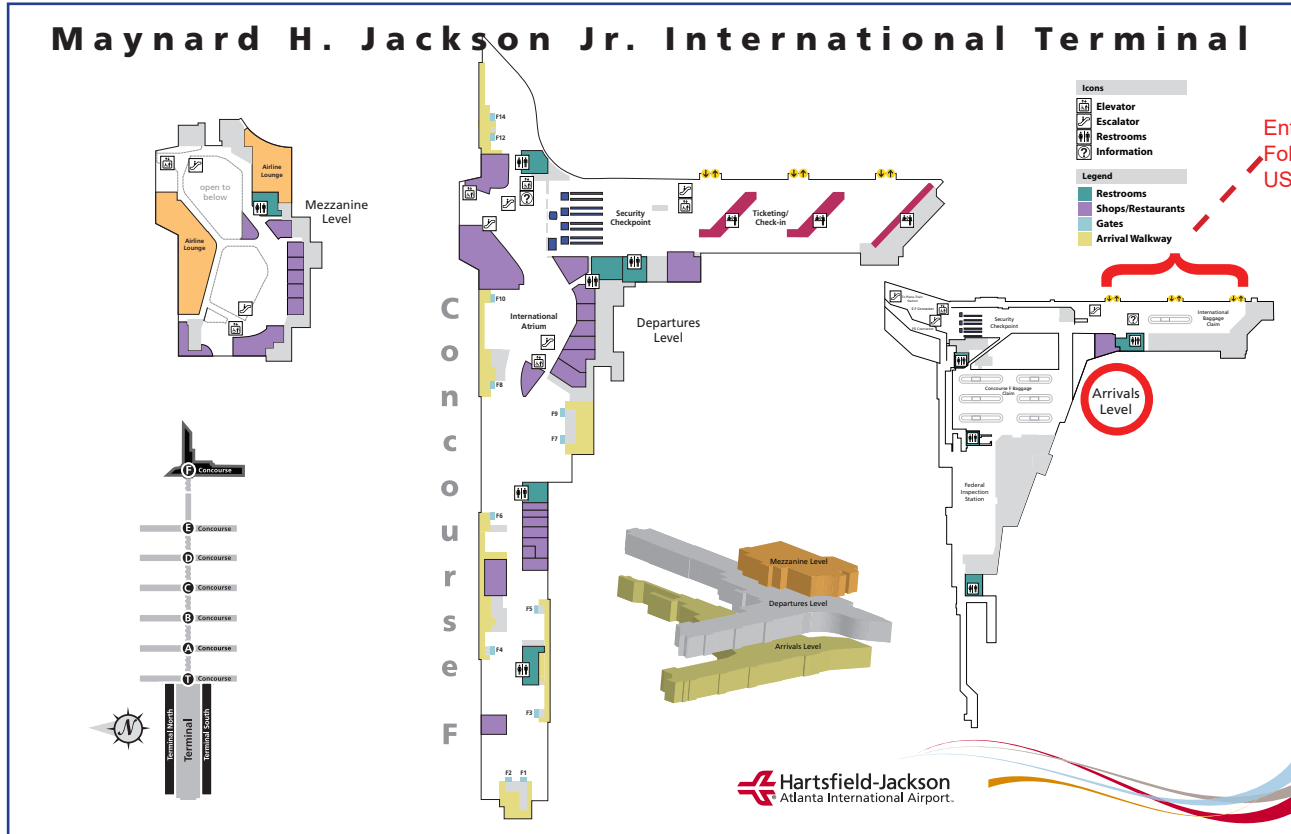 Maynard H. Jackson Jr. International Terminal
Icons
Elevator
Escalator
Restrooms
Information
Legend
Restrooms
Shops/Restaurants
Gates
Arrival Walkway
Ent
Fol
US
Airline
Lounge
open to
below
Airline
Lounge
Mezzanine
Level
F14
F12
Security
Checkpoint
Ticketing/
Check-in
F10
International
Atrium
Departures
Level
F8
F9
F7
F6
F5
F4
F3
F2
F1
Concourse F
Security
Checkpoint
International
Baggage
Claim
Concourse F Baggage
Claim
Arrivals
Level
Federal
Inspection
Station
F Concourse
E Concourse
D Concourse
C Concourse
B Concourse
A Concourse
T Concourse
Terminal North
Terminal
Terminal South
N
Mezzanine Level
Departures Level
Arrivals Level
Hartsfield-Jackson
Atlanta International Airport